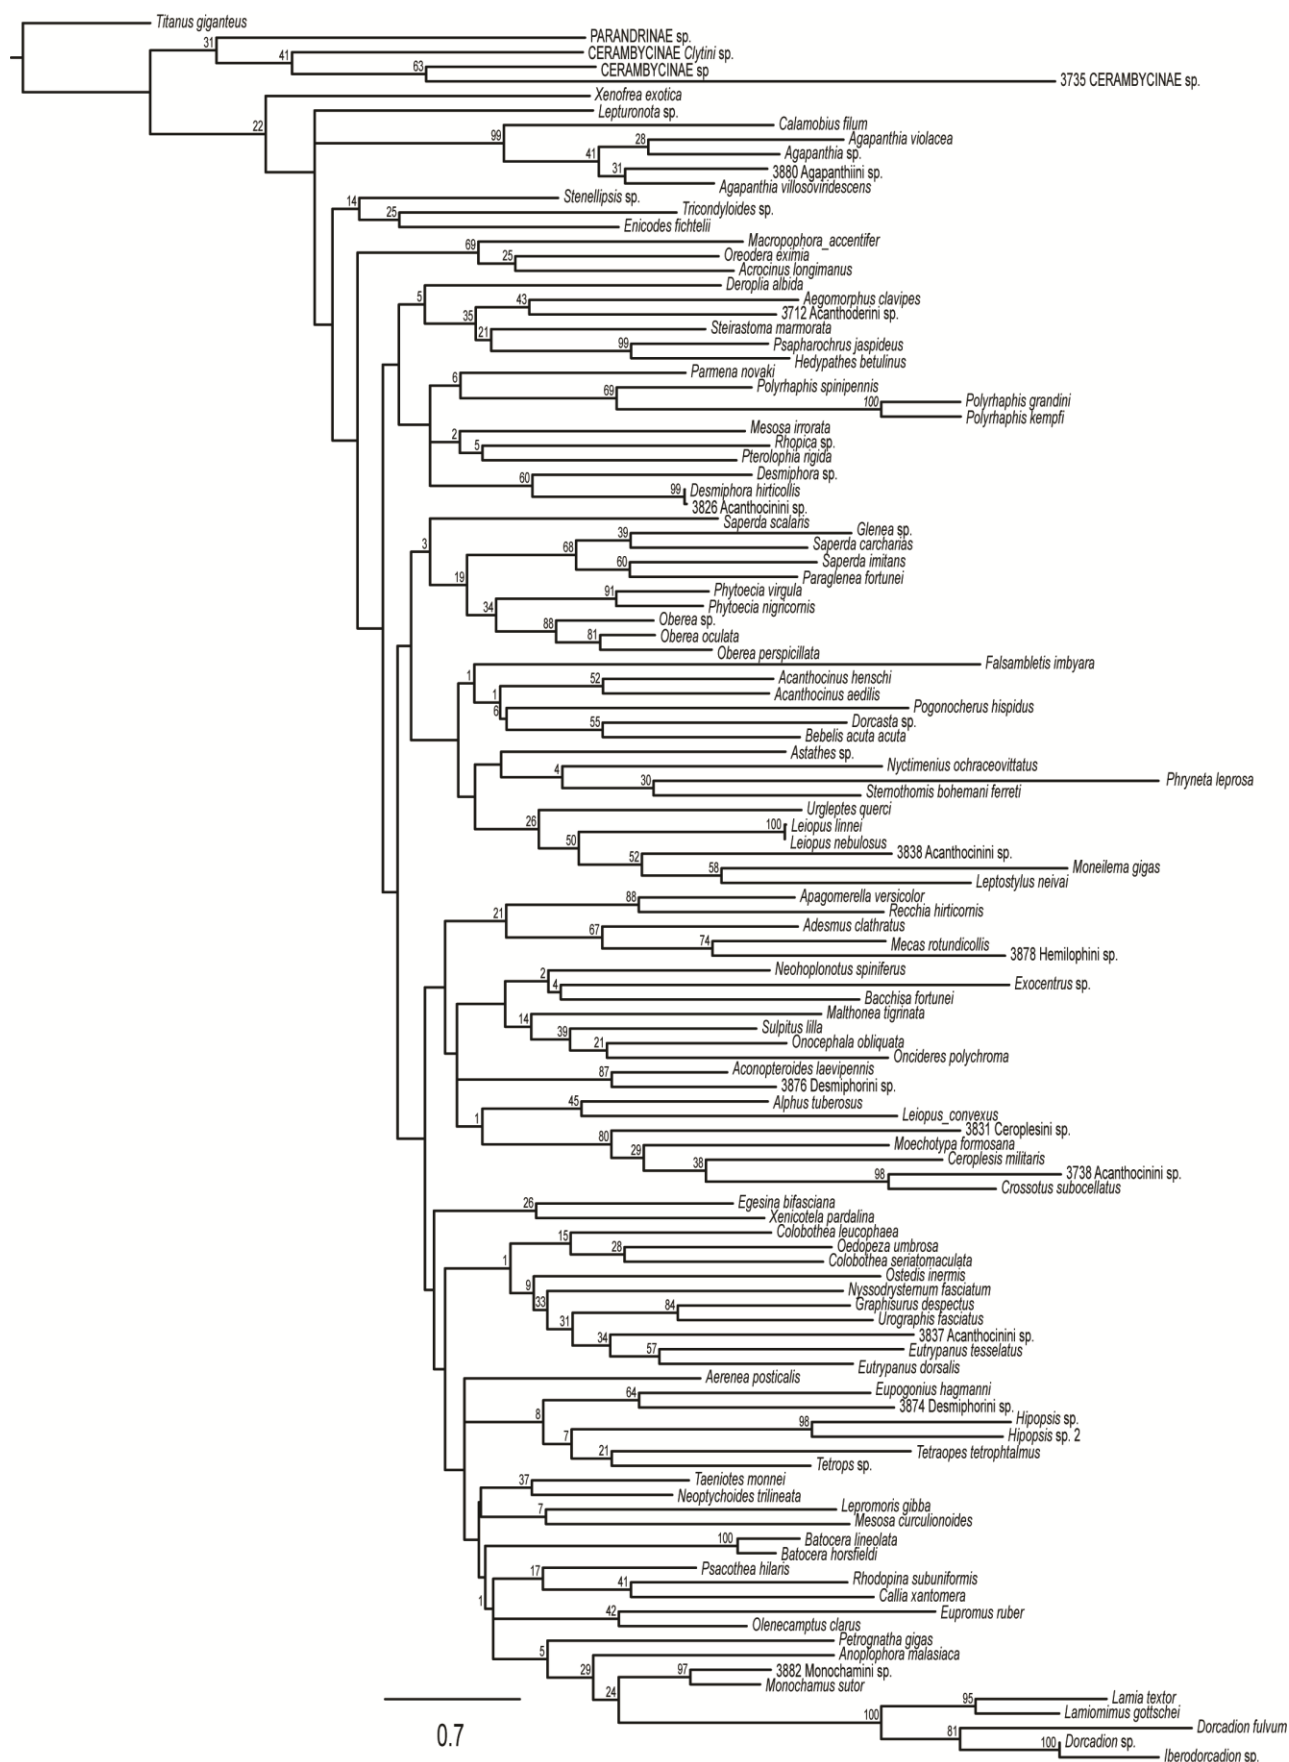 Titanus giganteus
PARANDRINAE sp.
31
CERAMBYCINAE Clytini sp.
41
CERAMBYCINAE sp
63
3735 CERAMBYCINAE sp.
Xenofrea exotica
22
Lepturonota sp.
Calamobius filum
99
Agapanthia violacea
28
Agapanthia sp.
41
3880 Agapanthiini sp.
31
Agapanthia villosoviridescens
Stenellipsis sp.
14
Tricondyloides sp.
25
Enicodes fichtelii
Macropophora_accentifer
69
Oreodera eximia
25
Acrocinus longimanus
Deroplia albida
5
Aegomorphus clavipes
43
3712 Acanthoderini sp.
35
Steirastoma marmorata
21
Psapharochrus jaspideus
99
Hedypathes betulinus
Parmena novaki
6
Polyrhaphis spinipennis
69
Polyrhaphis grandini
100
Polyrhaphis kempfi
Mesosa irrorata
2
Rhopica sp.
5
Pterolophia rigida
Desmiphora sp.
60
Desmiphora hirticollis
99
3826 Acanthocinini sp.
Saperda scalaris
3
Glenea sp.
39
Saperda carcharias
68
Saperda imitans
60
Paraglenea fortunei
19
Phytoecia virgula
91
Phytoecia nigricornis
34
Oberea sp.
88
Oberea oculata
81
Oberea perspicillata
Falsambletis imbyara
1
Acanthocinus henschi
52
Acanthocinus aedilis
1
Pogonocherus hispidus
6
Dorcasta sp.
55
Bebelis acuta acuta
Astathes sp.
Nyctimenius ochraceovittatus
4
Phryneta leprosa
30
Sternothomis bohemani ferreti
Urgleptes querci
26
Leiopus linnei
100
Leiopus nebulosus
50
3838 Acanthocinini sp.
52
Moneilema gigas
58
Leptostylus neivai
Apagomerella versicolor
88
Recchia hirticornis
21
Adesmus clathratus
67
Mecas rotundicollis
74
3878 Hemilophini sp.
Neohoplonotus spiniferus
2
Exocentrus sp.
4
Bacchisa fortunei
Malthonea tigrinata
14
Sulpitus lilla
39
Onocephala obliquata
21
Oncideres polychroma
Aconopteroides laevipennis
87
3876 Desmiphorini sp.
Alphus tuberosus
45
Leiopus_convexus
1
3831 Ceroplesini sp.
80
Moechotypa formosana
29
Ceroplesis militaris
38
3738 Acanthocinini sp.
98
Crossotus subocellatus
Egesina bifasciana
26
Xenicotela pardalina
Colobothea leucophaea
15
Oedopeza umbrosa
28
Colobothea seriatomaculata
1
Ostedis inermis
9
Nyssodrysternum fasciatum
33
Graphisurus despectus
84
Urographis fasciatus
31
3837 Acanthocinini sp.
34
Eutrypanus tesselatus
57
Eutrypanus dorsalis
Aerenea posticalis
Eupogonius hagmanni
64
3874 Desmiphorini sp.
8
Hipopsis sp.
98
Hipopsis sp. 2
7
Tetraopes tetrophtalmus
21
Tetrops sp.
Taeniotes monnei
37
Neoptychoides trilineata
Lepromoris gibba
7
Mesosa curculionoides
Batocera lineolata
100
Batocera horsfieldi
Psacothea hilaris
17
Rhodopina subuniformis
41
Callia xantomera
1
Eupromus ruber
42
Olenecamptus clarus
Petrognatha gigas
5
Anoplophora malasiaca
29
3882 Monochamini sp.
97
Monochamus sutor
24
Lamia textor
95
Lamiomimus gottschei
100
Dorcadion fulvum
81
Dorcadion sp.
100
Iberodorcadion sp.
0.7